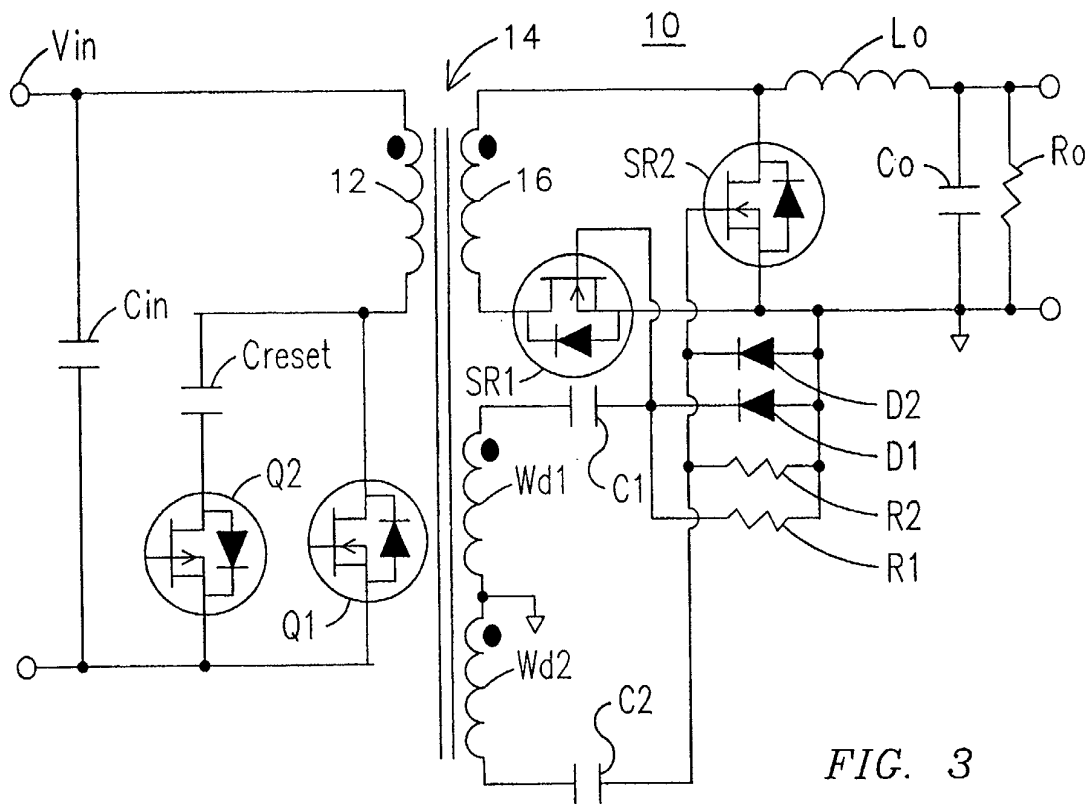 Vin
14
10
Lo
12
16
SR2
Co
Ro
Cin
Creset
SR1
D2
D1
Q2
Wd1
C1
R2
R1
Q1
Wd2
C2
FIG. 3